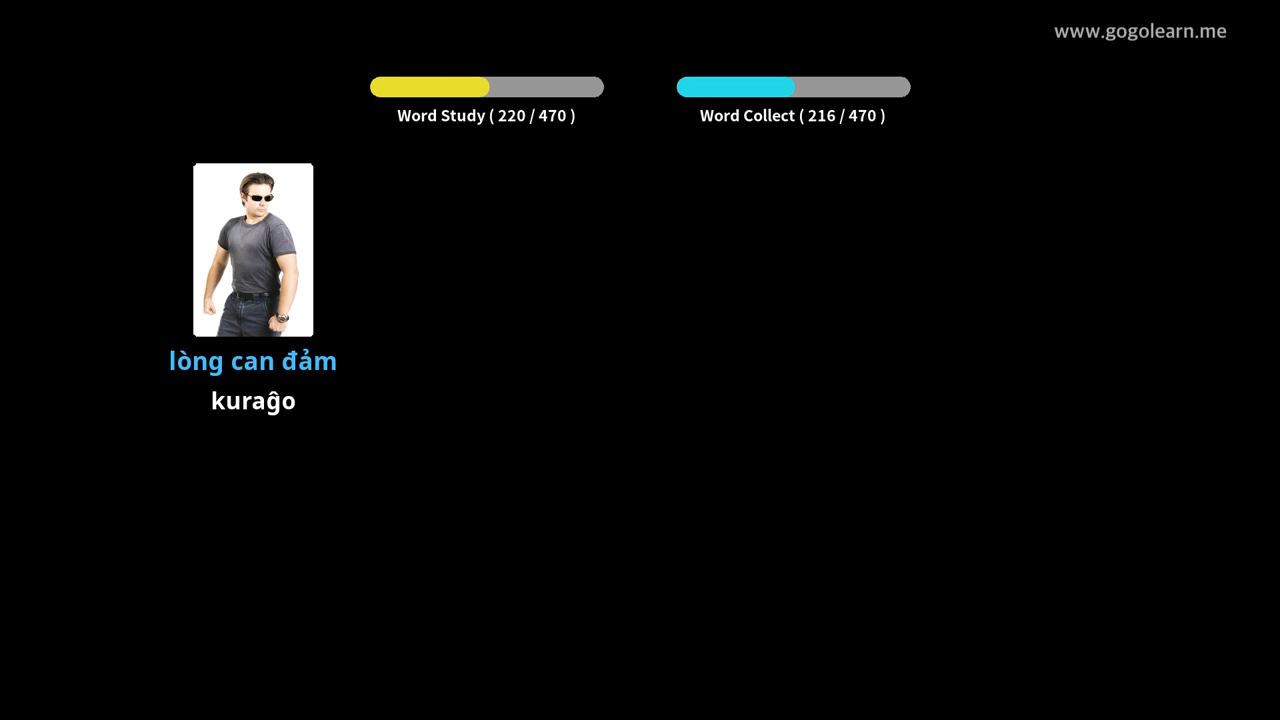 www.gogolearn.me
Word Study ( 220 / 470 )
Word Collect ( 216 / 470 )
lòng can đảm
kuraĝo